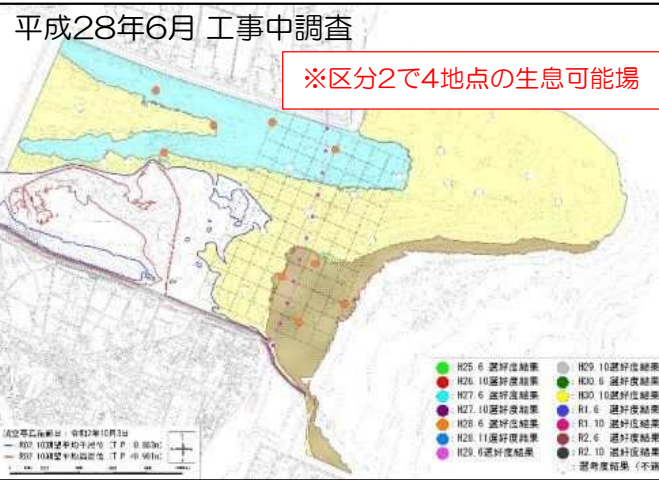 平成28年6月 工事中調査
※区分2で4地点の生息可能場
H25.6 選好度結果
H26.10選好度結果
H27.6 選好度結果
H27.10選好度結果
H28.6 選好度結果
H28.11選好度結果
H29.6選好度結果
H29.10選好度結果
H30.6 選好度結果
H30.10選好度結果
R1.6 選好度結果
R1.10 選好度結果
R2.6 選好度結果
R2.10 選好度結果